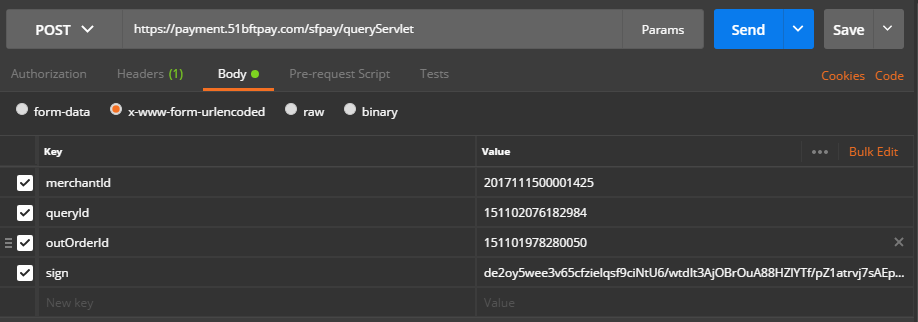 POST https://payment.51bftpay.com/sfpay/queryServlet Params Send Save
Authorization Headers (1) Body Pre-request Script Tests Cookies Code
form-data x-www-form-urlencoded raw binary
Key Value Bulk Edit
merchantId 2017111500001425
queryId 151102076182984
outOrderId 151101978280050
sign de2oy5wee3v65cfzielqsf9ciNtU6/wtdlt3AjOBrOuA88HZlYTf/pZ1atrvj7sAEp...
New key Value